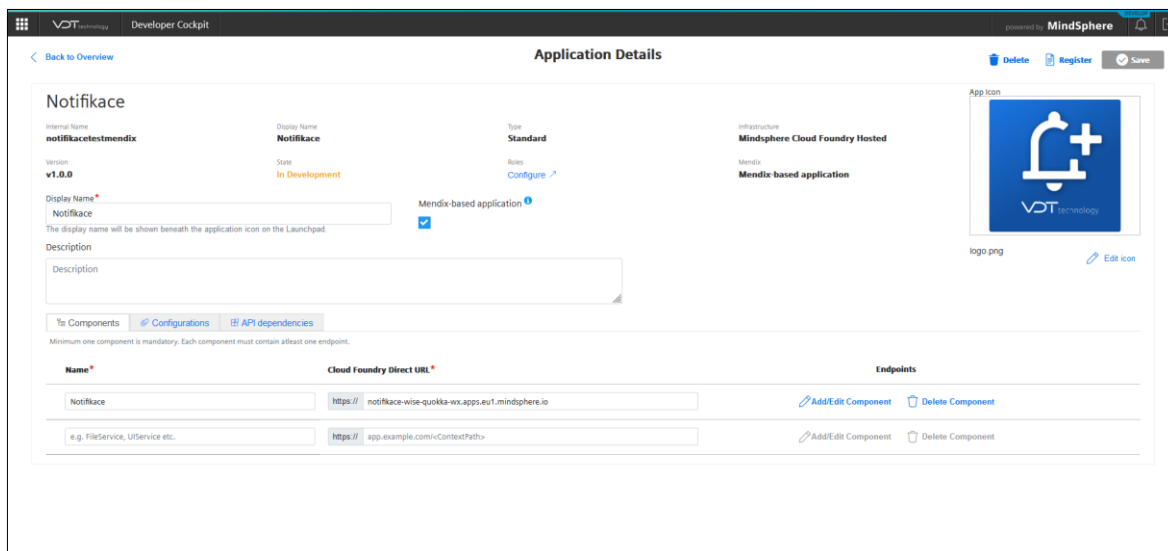 VDT technology Developer Cockpit powered by MindSphere
Back to Overview Application Details Delete Register Save
Notifikace App Icon
Internal Name Display Name Type Infrastructure
notifikacetestmendix Notifikace Standard Mindsphere Cloud Foundry Hosted
Version State Roles Mendix
v1.0.0 In Development Configure Mendix-based application
Display Name* Mendix-based application
Notifikace
The display name will be shown beneath the application icon on the Launchpad.
VDT technology
Description logo.png
Edit icon
Description
Components Configurations API dependencies
Minimum one component is mandatory. Each component must contain atleast one endpoint.
Name* Cloud Foundry Direct URL* Endpoints
Notifikace https:// notifikace-wise-quokka-wx.apps.eu1.mindsphere.io Add/Edit Component Delete Component
e.g. FileService, UIService etc. https:// app.example.com/<ContextPath> Add/Edit Component Delete Component